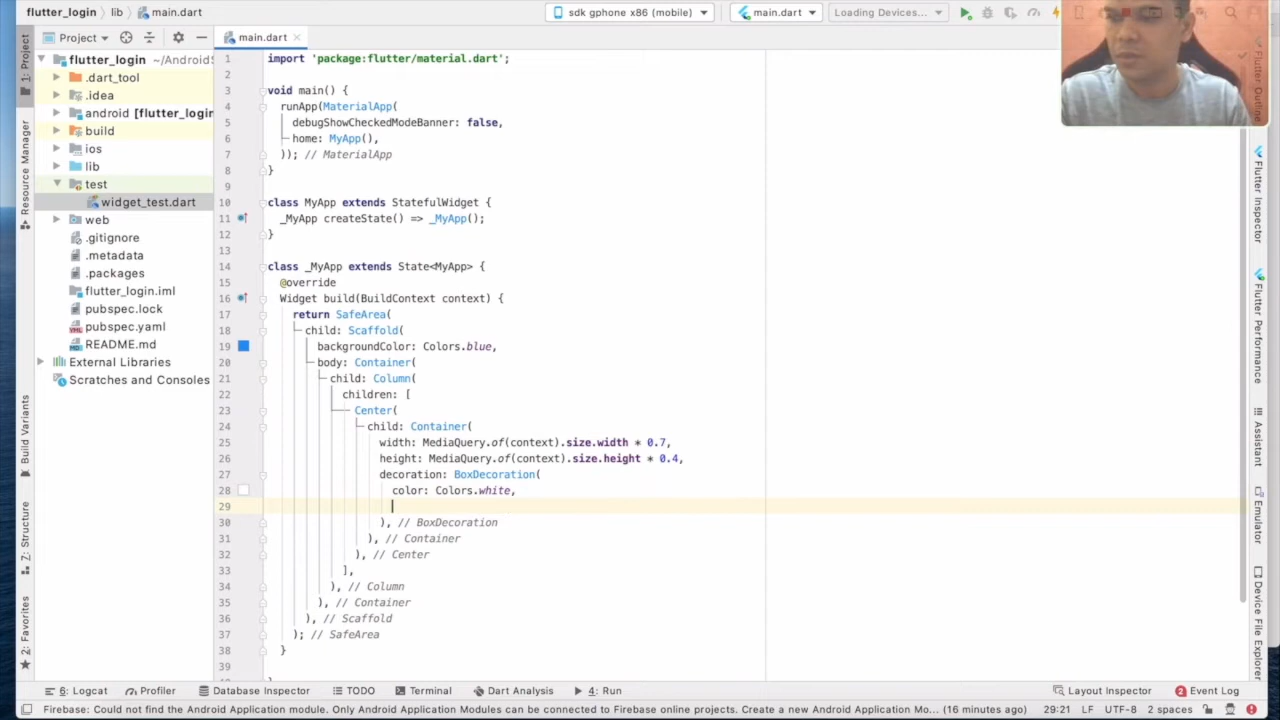 flutter_login lib main.dart sdk gphone x86 (mobile) main.dart Loading Devices...
1: Project
Resource Manager
Build Variants
Z: Structure
2: Favorites
Project
flutter_login ~/AndroidS
.dart_tool
.idea
android [flutter_login
build
ios
lib
test
widget_test.dart
web
.gitignore
.metadata
.packages
flutter_login.iml
pubspec.lock
pubspec.yaml
README.md
External Libraries
Scratches and Consoles
main.dart
1 import 'package:flutter/material.dart';
2
3 void main() {
4 runApp(MaterialApp(
5 debugShowCheckedModeBanner: false,
6 home: MyApp(),
7 )); // MaterialApp
8 }
9
10 class MyApp extends StatefulWidget {
11 _MyApp createState() => _MyApp();
12 }
13
14 class _MyApp extends State<MyApp> {
15 @override
16 Widget build(BuildContext context) {
17 return SafeArea(
18 child: Scaffold(
19 backgroundColor: Colors.blue,
20 body: Container(
21 child: Column(
22 children: [
23 Center(
24 child: Container(
25 width: MediaQuery.of(context).size.width * 0.7,
26 height: MediaQuery.of(context).size.height * 0.4,
27 decoration: BoxDecoration(
28 color: Colors.white,
29
30 ), // BoxDecoration
31 ), // Container
32 ), // Center
33 ],
34 ), // Column
35 ), // Container
36 ), // Scaffold
37 ); // SafeArea
38 }
39
Flutter Outline
Flutter Inspector
Flutter Performance
Assistant
Emulator
Device File Explorer
6: Logcat Profiler Database Inspector TODO Terminal Dart Analysis 4: Run Layout Inspector 2 Event Log
Firebase: Could not find the Android Application module. Only Android Application Modules can be connected to Firebase online projects. Create a new Android Application Mo... (16 minutes ago) 29:21 LF UTF-8 2 spaces